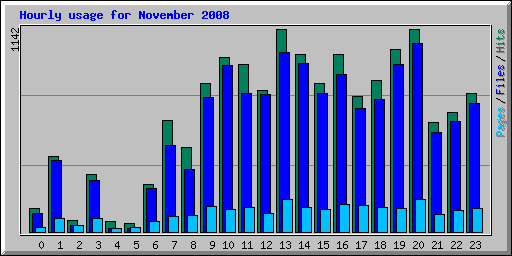 Hourly usage for November 2008
1142
Pages / Files / Hits
0 1 2 3 4 5 6 7 8 9 10 11 12 13 14 15 16 17 18 19 20 21 22 23